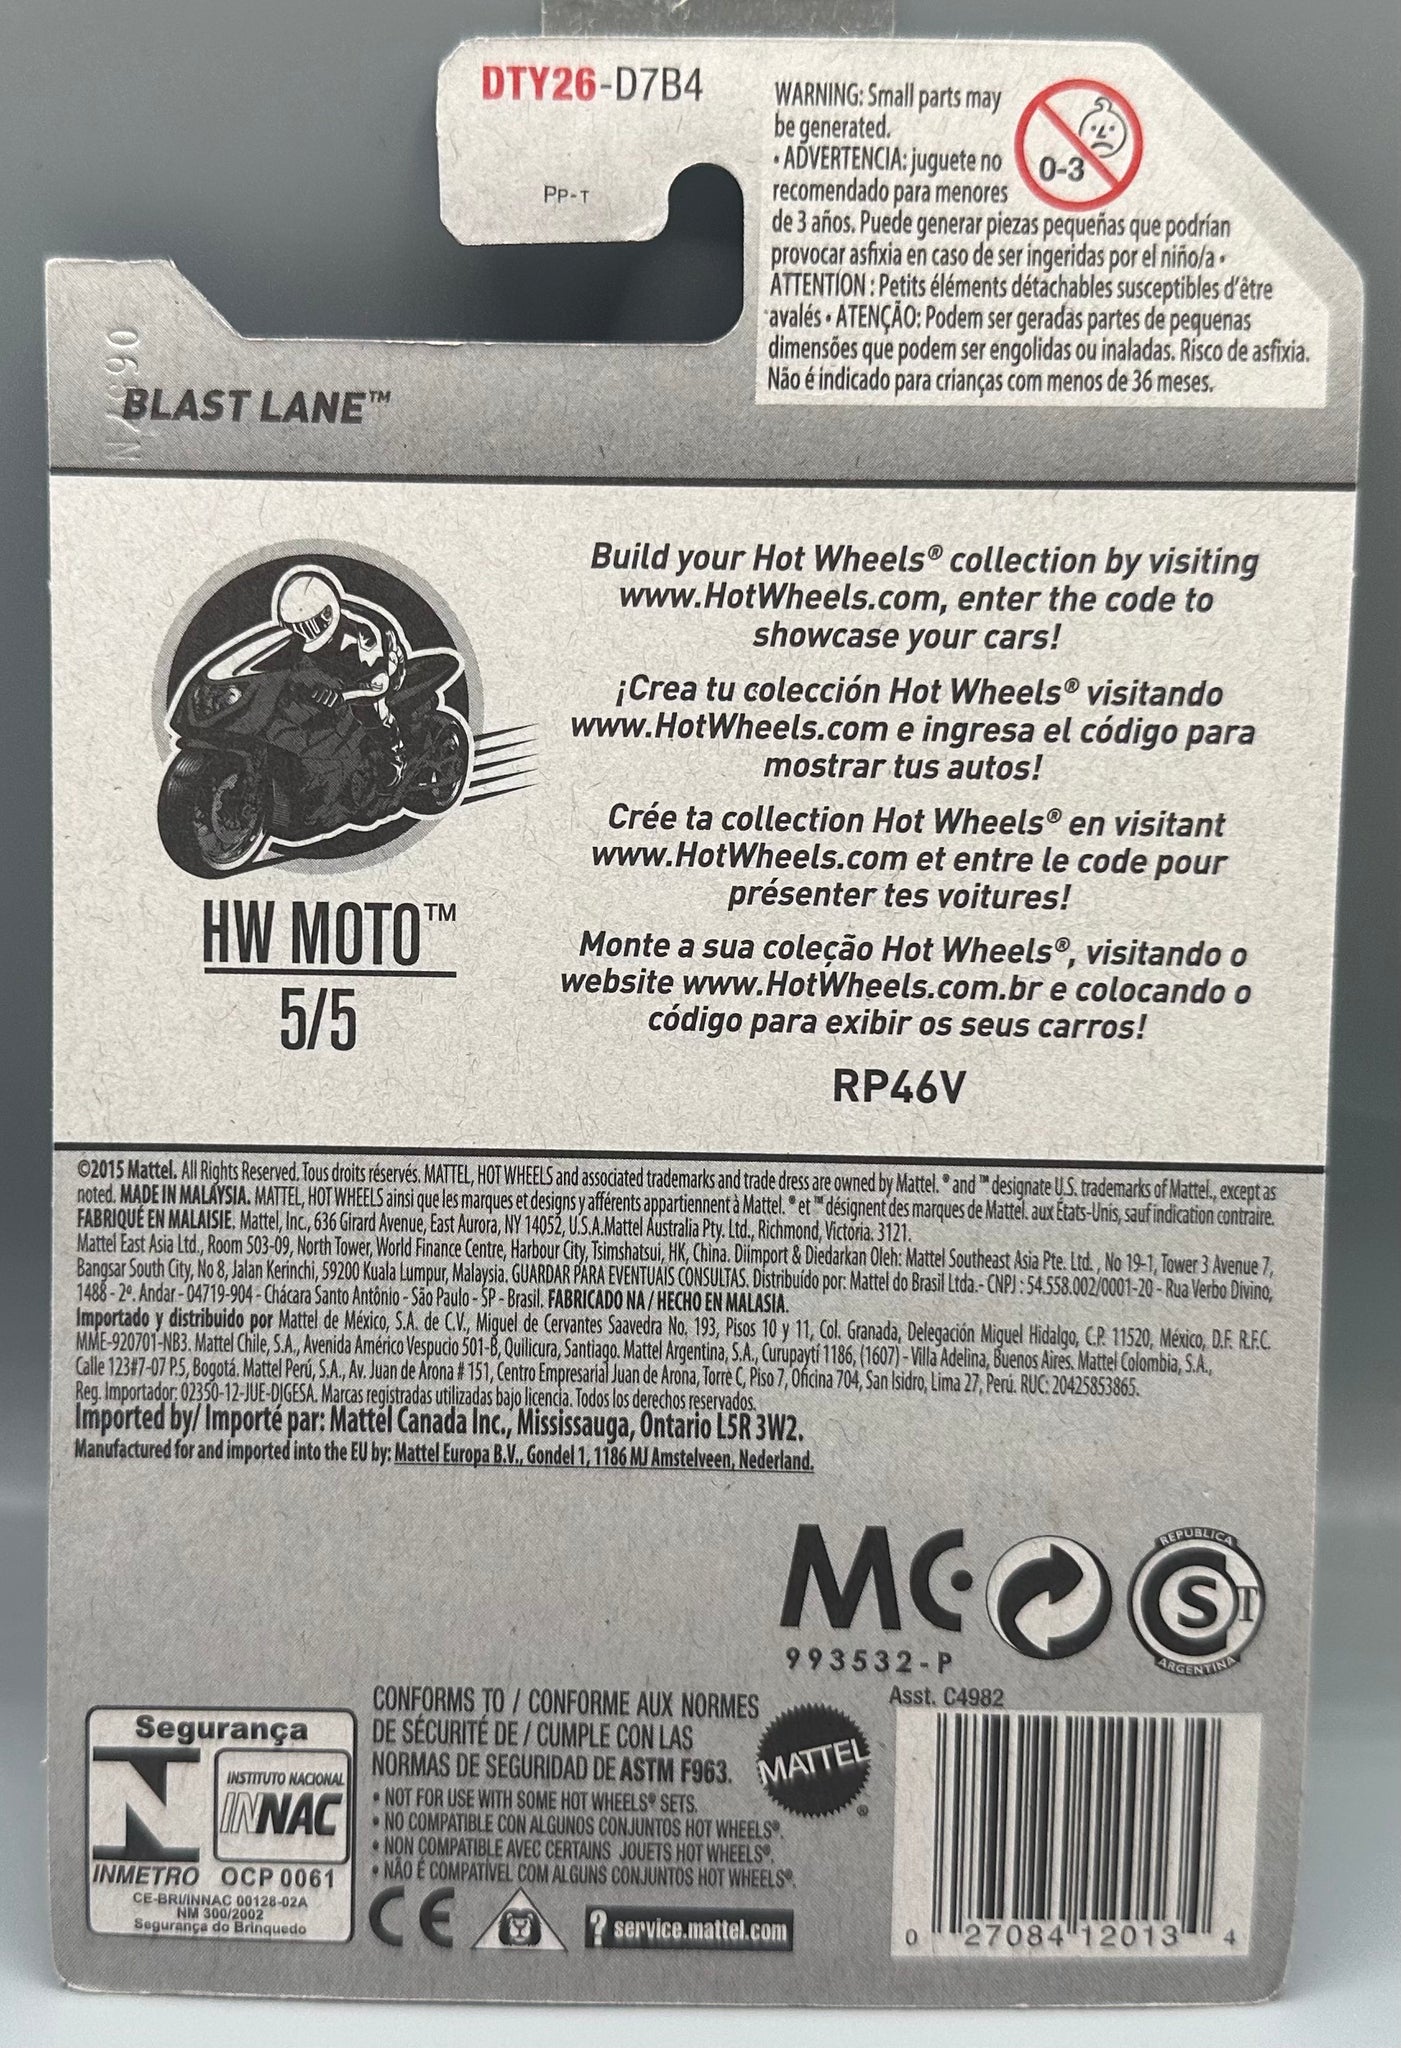 DTY26-D7B4
PP-T
WARNING: Small parts may
be generated.
• ADVERTENCIA: juguete no
recomendado para menores
de 3 años. Puede generar piezas pequeñas que podrían
provocar asfixia en caso de ser ingeridas por el niño/a •
ATTENTION : Petits éléments détachables susceptibles d'être
avalés • ATENÇÃO: Podem ser geradas partes de pequenas
dimensões que podem ser engolidas ou inaladas. Risco de asfixia.
Não é indicado para crianças com menos de 36 meses.
0-3
BLAST LANE™
Build your Hot Wheels® collection by visiting
www.HotWheels.com, enter the code to
showcase your cars!
¡Crea tu colección Hot Wheels® visitando
www.HotWheels.com e ingresa el código para
mostrar tus autos!
Crée ta collection Hot Wheels® en visitant
www.HotWheels.com et entre le code pour
présenter tes voitures!
Monte a sua coleção Hot Wheels®, visitando o
website www.HotWheels.com.br e colocando o
código para exibir os seus carros!
RP46V
HW MOTO™
5/5
©2015 Mattel. All Rights Reserved. Tous droits réservés. MATTEL, HOT WHEELS and associated trademarks and trade dress are owned by Mattel. ® and ™ designate U.S. trademarks of Mattel., except as
noted. MADE IN MALAYSIA. MATTEL, HOT WHEELS ainsi que les marques et designs y afférents appartiennent à Mattel. ® et ™ désignent des marques de Mattel. aux États-Unis, sauf indication contraire.
FABRIQUÉ EN MALAISIE. Mattel, Inc., 636 Girard Avenue, East Aurora, NY 14052, U.S.A.Mattel Australia Pty. Ltd., Richmond, Victoria. 3121.
Mattel East Asia Ltd., Room 503-09, North Tower, World Finance Centre, Harbour City, Tsimshatsui, HK, China. Diimport & Diedarkan Oleh: Mattel Southeast Asia Pte. Ltd. , No 19-1, Tower 3 Avenue 7,
Bangsar South City, No 8, Jalan Kerinchi, 59200 Kuala Lumpur, Malaysia. GUARDAR PARA EVENTUAIS CONSULTAS. Distribuído por: Mattel do Brasil Ltda.- CNPJ : 54.558.002/0001-20 - Rua Verbo Divino,
1488 - 2º. Andar - 04719-904 - Chácara Santo Antônio - São Paulo - SP - Brasil. FABRICADO NA / HECHO EN MALASIA.
Importado y distribuido por Mattel de México, S.A. de C.V., Miguel de Cervantes Saavedra No. 193, Pisos 10 y 11, Col. Granada, Delegación Miguel Hidalgo, C.P. 11520, México, D.F. R.F.C.
MME-920701-NB3. Mattel Chile, S.A., Avenida Américo Vespucio 501-B, Quilicura, Santiago. Mattel Argentina, S.A., Curupaytí 1186, (1607) - Villa Adelina, Buenos Aires. Mattel Colombia, S.A.,
Calle 123#7-07 P.5, Bogotá. Mattel Perú, S.A., Av. Juan de Arona # 151, Centro Empresarial Juan de Arona, Torre C, Piso 7, Oficina 704, San Isidro, Lima 27, Perú. RUC: 20425853865.
Reg. Importador: 02350-12-JUE-DIGESA. Marcas registradas utilizadas bajo licencia. Todos los derechos reservados.
Imported by/ Importé par: Mattel Canada Inc., Mississauga, Ontario L5R 3W2.
Manufactured for and imported into the EU by: Mattel Europa B.V., Gondel 1, 1186 MJ Amstelveen, Nederland.
MC
993532-P
REPUBLICA
S T
ARGENTINA
Segurança
INSTITUTO NACIONAL
INNAC
INMETRO OCP 0061
CE-BRI/INNAC 00128-02A
NM 300/2002
Segurança do Brinquedo
CONFORMS TO / CONFORME AUX NORMES
DE SÉCURITÉ DE / CUMPLE CON LAS
NORMAS DE SEGURIDAD DE ASTM F963.
• NOT FOR USE WITH SOME HOT WHEELS® SETS.
• NO COMPATIBLE CON ALGUNOS CONJUNTOS HOT WHEELS®.
• NON COMPATIBLE AVEC CERTAINS JOUETS HOT WHEELS®.
• NÃO É COMPATÍVEL COM ALGUNS CONJUNTOS HOT WHEELS®.
CE
? service.mattel.com
MATTEL®
Asst. C4982
0 27084 12013 4